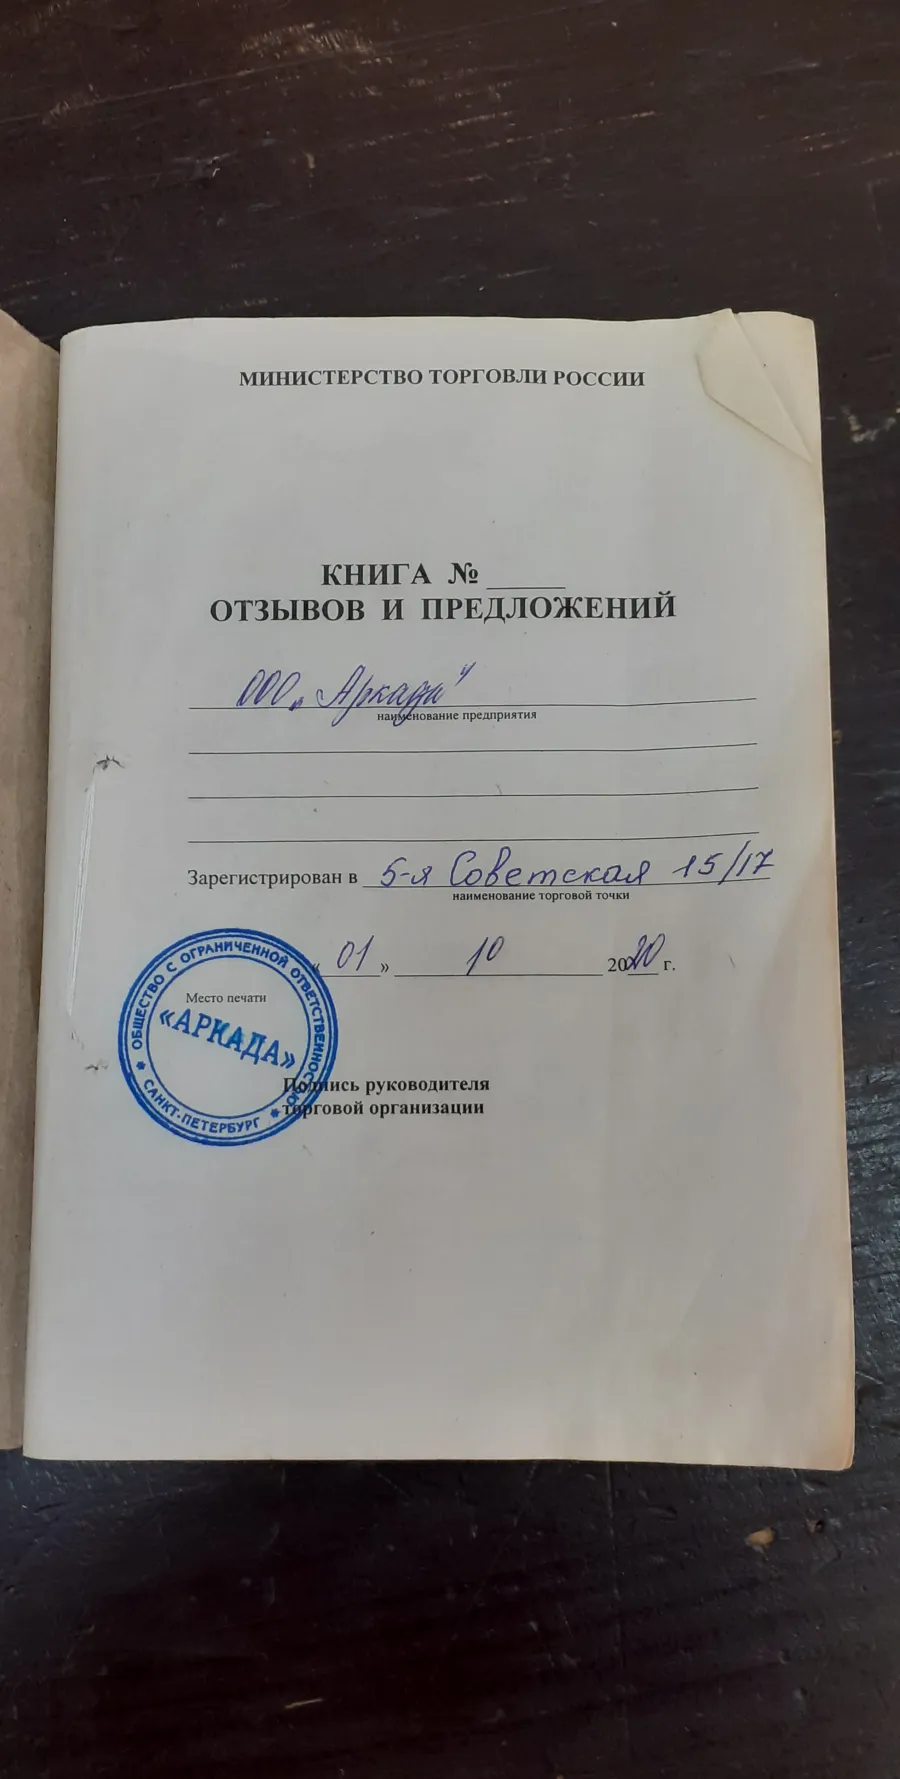 МИНИСТЕРСТВО ТОРГОВЛИ РОССИИ
КНИГА № _____
ОТЗЫВОВ И ПРЕДЛОЖЕНИЙ
ООО „Аркада"
наименование предприятия
Зарегистрирован в 5-я Советская 15/17
наименование торговой точки
« 01 » 10 2020 г.
Место печати
ОБЩЕСТВО С ОГРАНИЧЕННОЙ ОТВЕТСТВЕННОСТЬЮ
«АРКАДА»
* САНКТ-ПЕТЕРБУРГ *
Подпись руководителя
торговой организации